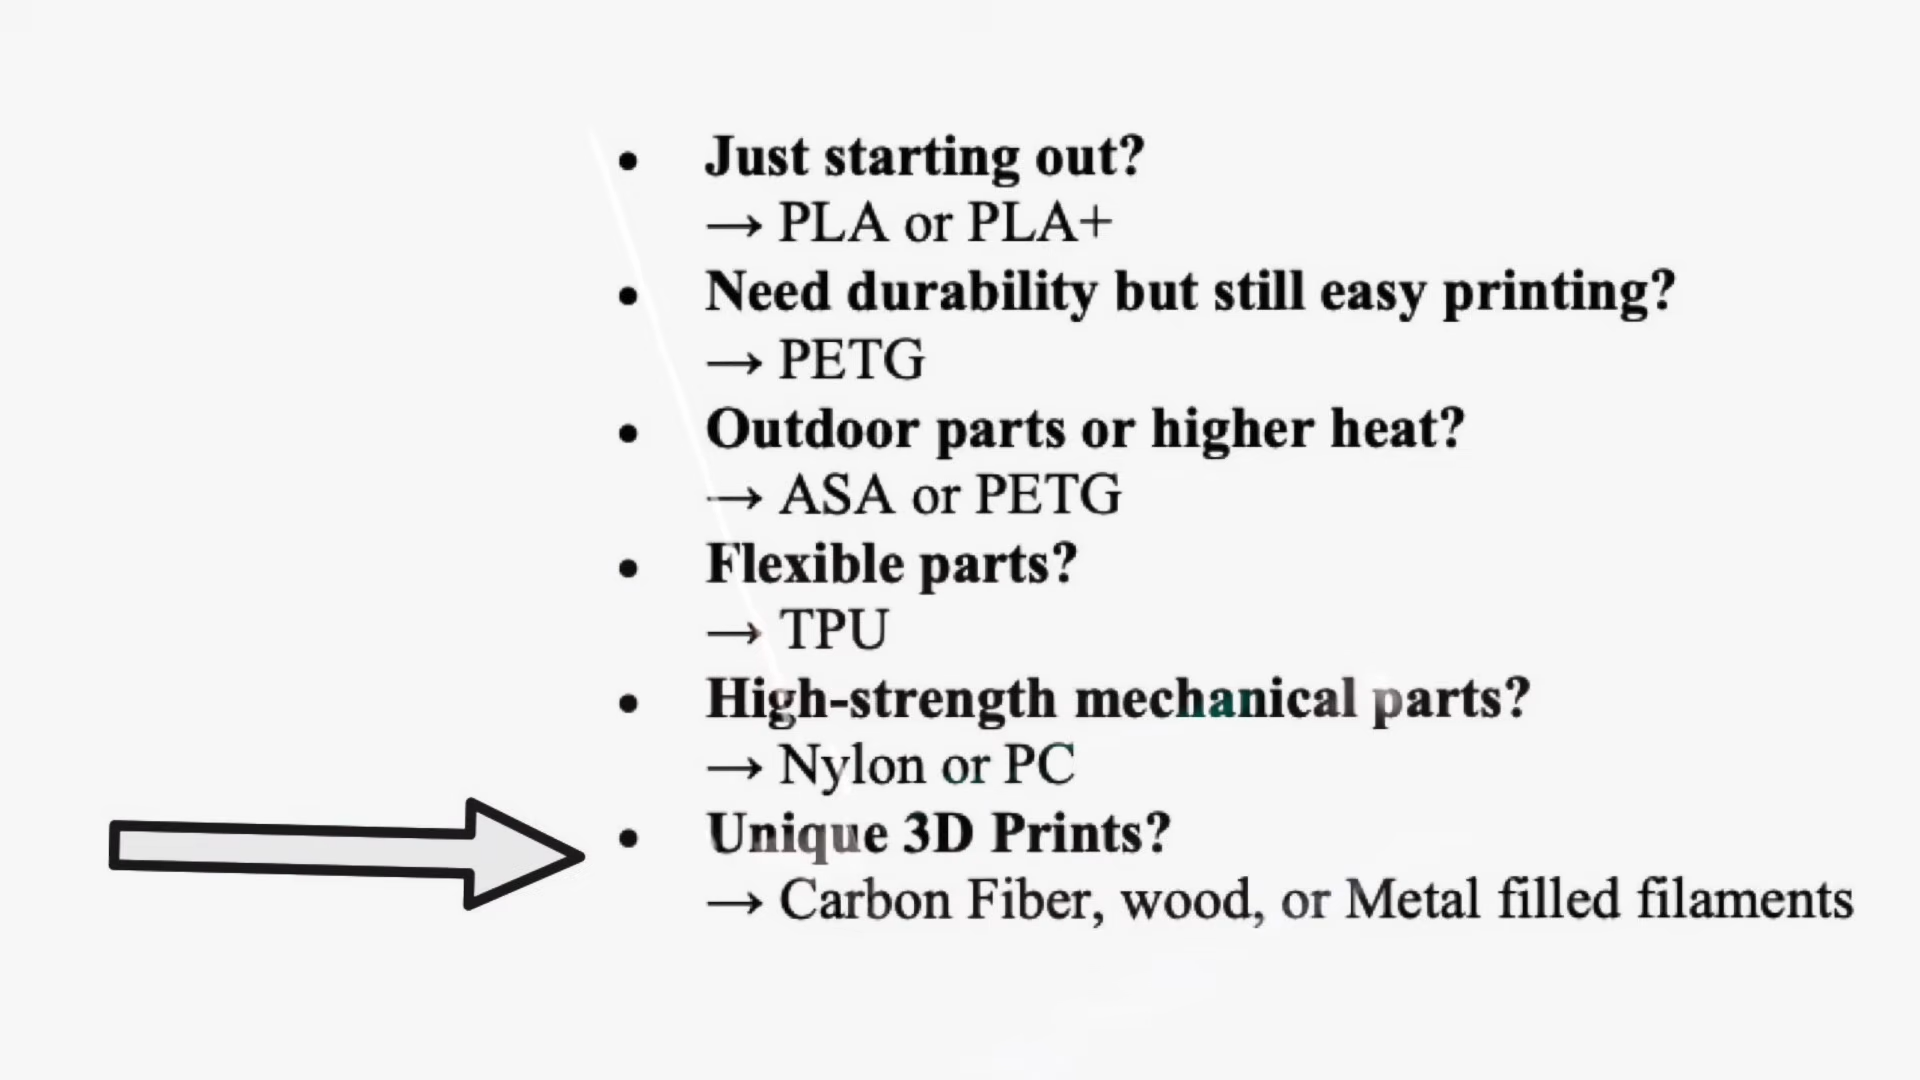 • Just starting out?
→ PLA or PLA+
• Need durability but still easy printing?
→ PETG
• Outdoor parts or higher heat?
→ ASA or PETG
• Flexible parts?
→ TPU
• High-strength mechanical parts?
→ Nylon or PC
• Unique 3D Prints?
→ Carbon Fiber, wood, or Metal filled filaments